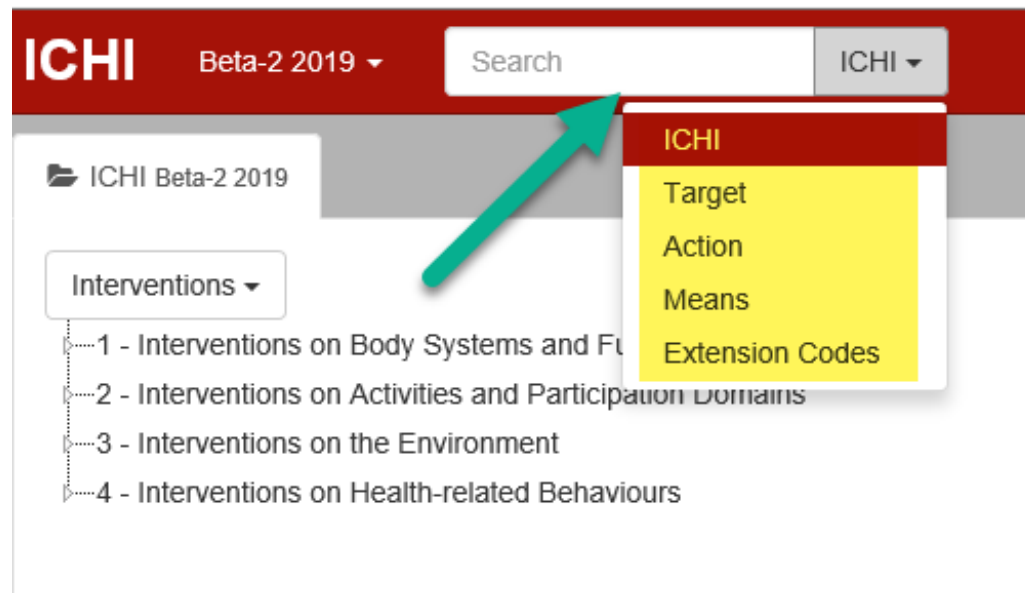 ICHI Beta-2 2019 Search ICHI
ICHI
ICHI Beta-2 2019
Target
Action
Interventions
Means
1 - Interventions on Body Systems and Fu
Extension Codes
2 - Interventions on Activities and Participation Domains
3 - Interventions on the Environment
4 - Interventions on Health-related Behaviours